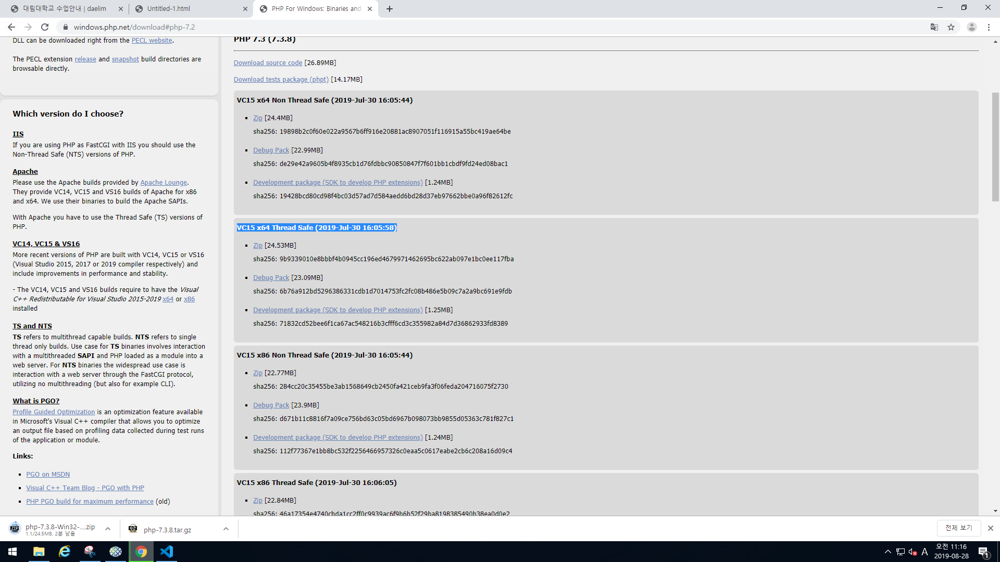 대림대학교 수업안내 | daelim
Untitled-1.html
PHP For Windows: Binaries and
windows.php.net/download#php-7.2
DLL can be downloaded right from the PECL website.
The PECL extension release and snapshot build directories are
browsable directly.
Which version do I choose?
IIS
If you are using PHP as FastCGI with IIS you should use the
Non-Thread Safe (NTS) versions of PHP.
Apache
Please use the Apache builds provided by Apache Lounge.
They provide VC14, VC15 and VS16 builds of Apache for x86
and x64. We use their binaries to build the Apache SAPIs.
With Apache you have to use the Thread Safe (TS) versions of
PHP.
VC14, VC15 & VS16
More recent versions of PHP are built with VC14, VC15 or VS16
(Visual Studio 2015, 2017 or 2019 compiler respectively) and
include improvements in performance and stability.
- The VC14, VC15 and VS16 builds require to have the Visual
C++ Redistributable for Visual Studio 2015-2019 x64 or x86
installed
TS and NTS
TS refers to multithread capable builds. NTS refers to single
thread only builds. Use case for TS binaries involves interaction
with a multithreaded SAPI and PHP loaded as a module into a
web server. For NTS binaries the widespread use case is
interaction with a web server through the FastCGI protocol,
utilizing no multithreading (but also for example CLI).
What is PGO?
Profile Guided Optimization is an optimization feature available
in Microsoft's Visual C++ compiler that allows you to optimize
an output file based on profiling data collected during test runs
of the application or module.
Links:
PGO on MSDN
Visual C++ Team Blog - PGO with PHP
PHP PGO build for maximum performance (old)
PHP 7.3 (7.3.8)
Download source code [26.89MB]
Download tests package (phpt) [14.17MB]
VC15 x64 Non Thread Safe (2019-Jul-30 16:05:44)
Zip [24.4MB]
sha256: 19898b2c0f60e022a9567b6ff916e20881ac8907051f116915a55bc419ae64be
Debug Pack [22.99MB]
sha256: de29e42a9605b4f8935cb1d76fdbbc90850847f7f601bb1cbdf9fd24ed08bac1
Development package (SDK to develop PHP extensions) [1.24MB]
sha256: 19428bcd80cd98f4bc03d57ad7d584aedd6bd28d37eb97662bbe0a96f82612fc
VC15 x64 Thread Safe (2019-Jul-30 16:05:58)
Zip [24.53MB]
sha256: 9b9339010e8bbbf4b0945cc196ed4679971462695bc622ab097e1bc0ee117fba
Debug Pack [23.09MB]
sha256: 6b76a912bd5296386331cdb1d7014753fc2fc08b486e5b09c7a2a9bc691e9fdb
Development package (SDK to develop PHP extensions) [1.25MB]
sha256: 71832cd52bee6f1ca67ac548216b3cfff6cd3c355982a84d7d36862933fd8389
VC15 x86 Non Thread Safe (2019-Jul-30 16:05:44)
Zip [22.77MB]
sha256: 284cc20c35455be3ab1568649cb2450fa421ceb9fa3f06feda204716075f2730
Debug Pack [23.9MB]
sha256: d671b11c8816f7a09ce756bd63c05bd6967b098073bb9855d05363c781f827c1
Development package (SDK to develop PHP extensions) [1.24MB]
sha256: 112f77367e1bb8bc532f2256466957326c0eaa5c0617eabe2cb6c208a16d09c4
VC15 x86 Thread Safe (2019-Jul-30 16:06:05)
Zip [22.84MB]
sha256: 46a17354e4740cbda1cc2ff0c9939ac6f9b6b52f29ba8198385490b38ea0d0e2
php-7.3.8-Win32-....zip
1.1/24.5MB, 2분 남음
php-7.3.8.tar.gz
전체 보기
A
오전 11:16
2019-08-28
1